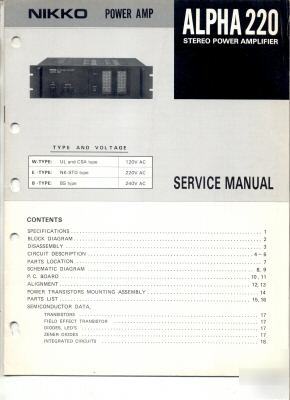 NIKKO POWER AMP
ALPHA 220
STEREO POWER AMPLIFIER
TYPE AND VOLTAGE
W-TYPE: UL and CSA type 120V AC
E-TYPE: NK-STD type 220V AC
B-TYPE: BS type 240V AC
SERVICE MANUAL
CONTENTS
SPECIFICATIONS 1
BLOCK DIAGRAM 2
DISASSEMBLY 3
CIRCUIT DESCRIPTION 4~6
PARTS LOCATION 7
SCHEMATIC DIAGRAM 8, 9
P.C. BOARD 10, 11
ALIGNMENT 12, 13
POWER TRANSISTORS MOUNTING ASSEMBLY 14
PARTS LIST 15, 16
SEMICONDUCTOR DATA,
TRANSISTORS 17
FIELD EFFECT TRANSISTOR 17
DIODES, LED'S 17
ZENER DIODES 17
INTEGRATED CIRCUITS 18